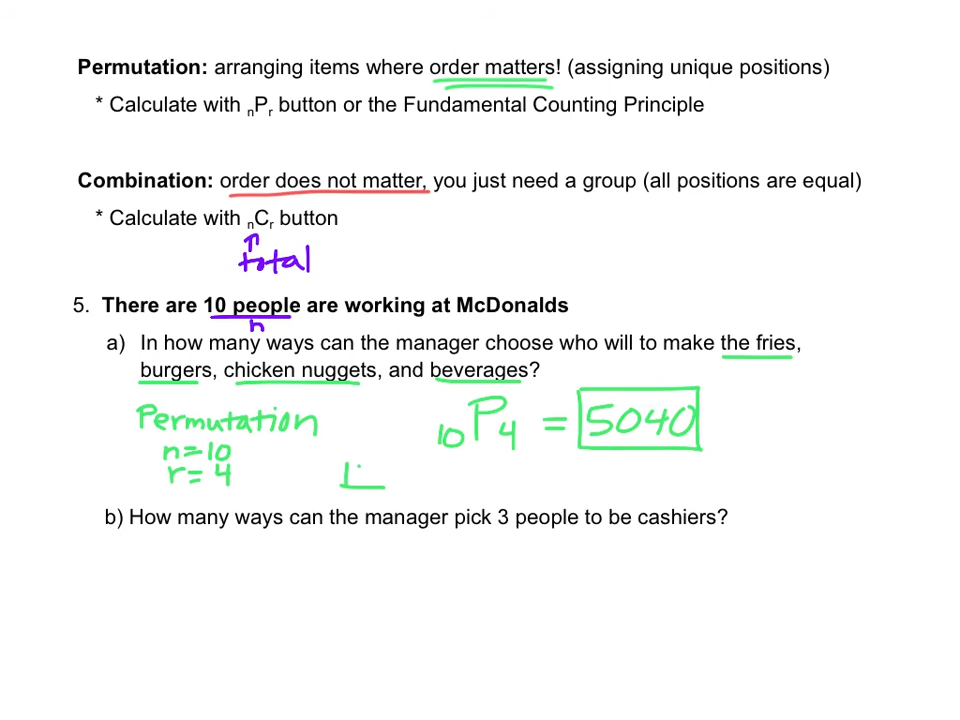 Permutation: arranging items where order matters! (assigning unique positions)
* Calculate with nPr button or the Fundamental Counting Principle
Combination: order does not matter, you just need a group (all positions are equal)
* Calculate with nCr button
total
5. There are 10 people are working at McDonalds
n
a) In how many ways can the manager choose who will to make the fries,
burgers, chicken nuggets, and beverages?
Permutation 10P4 = 5040
n=10
r=4
b) How many ways can the manager pick 3 people to be cashiers?